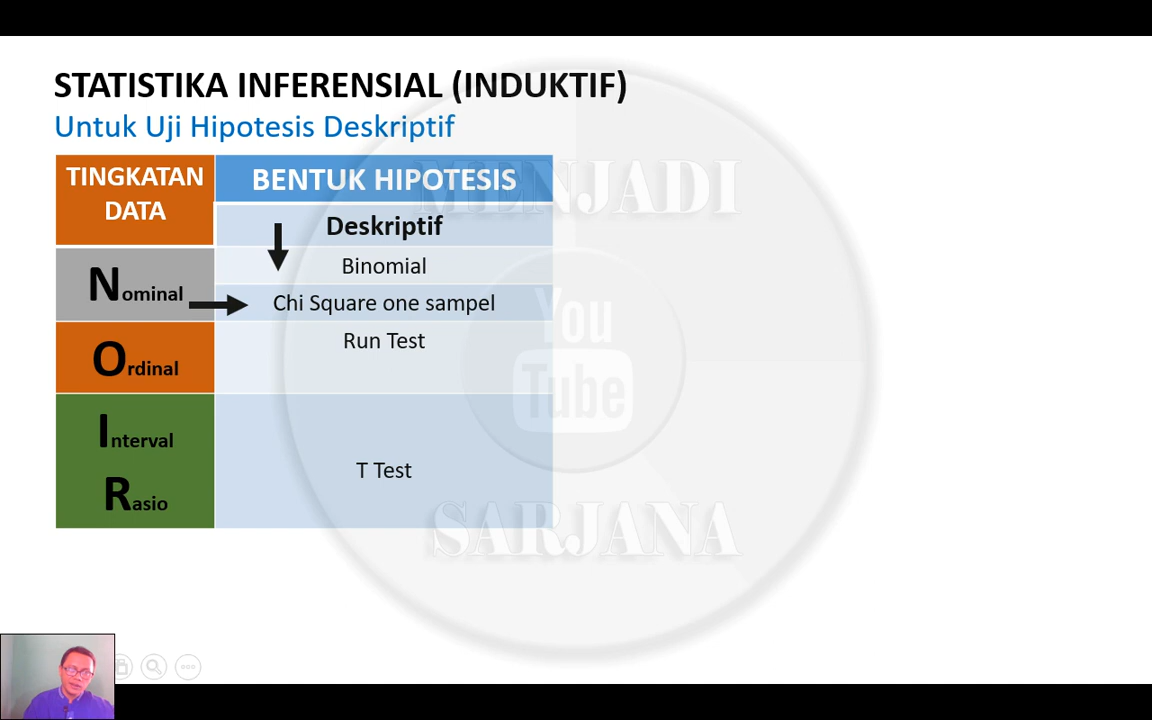 STATISTIKA INFERENSIAL (INDUKTIF)
Untuk Uji Hipotesis Deskriptif
TINGKATAN
DATA
BENTUK HIPOTESIS
Deskriptif
Nominal
Binomial
Chi Square one sampel
Ordinal
Run Test
Interval
Rasio
T Test
MENJADI
You
Tube
SARJANA